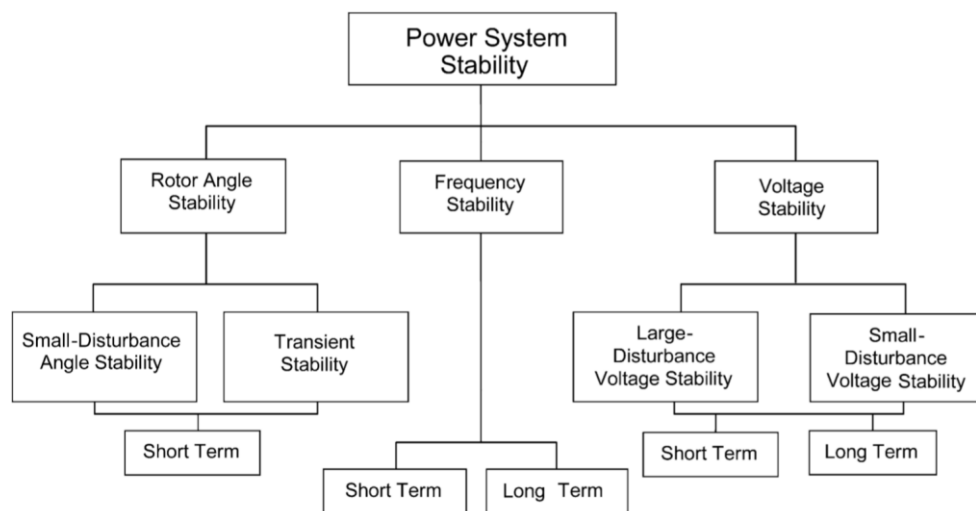 Power System
Stability
Rotor Angle
Stability
Frequency
Stability
Voltage
Stability
Small-Disturbance
Angle Stability
Transient
Stability
Large-
Disturbance
Voltage Stability
Small-
Disturbance
Voltage Stability
Short Term
Short Term
Long Term
Short Term
Long Term